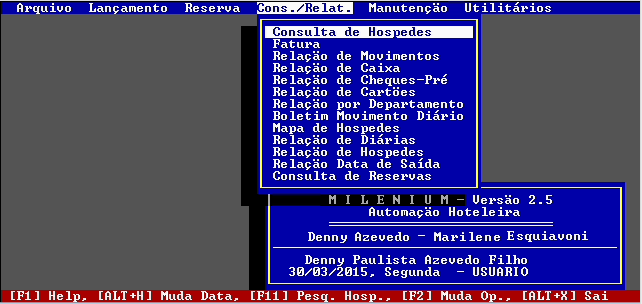 Arquivo Lançamento Reserva Cons./Relat. Manutenção Utilitários
Consulta de Hospedes
Fatura
Relação de Movimentos
Relação de Caixa
Relação de Cheques-Pré
Relação de Cartões
Relação por Departamento
Boletim Movimento Diário
Mapa de Hospedes
Relação de Diárias
Relação de Hospedes
Relação Data de Saída
Consulta de Reservas
M I L E N I U M - Versão 2.5
Automação Hoteleira
Denny Azevedo - Marilene Esquiavoni
Denny Paulista Azevedo Filho
30/03/2015, Segunda - USUARIO
[F1] Help, [ALT+H] Muda Data, [F11] Pesq. Hosp., [F2] Muda Op., [ALT+X] Sai